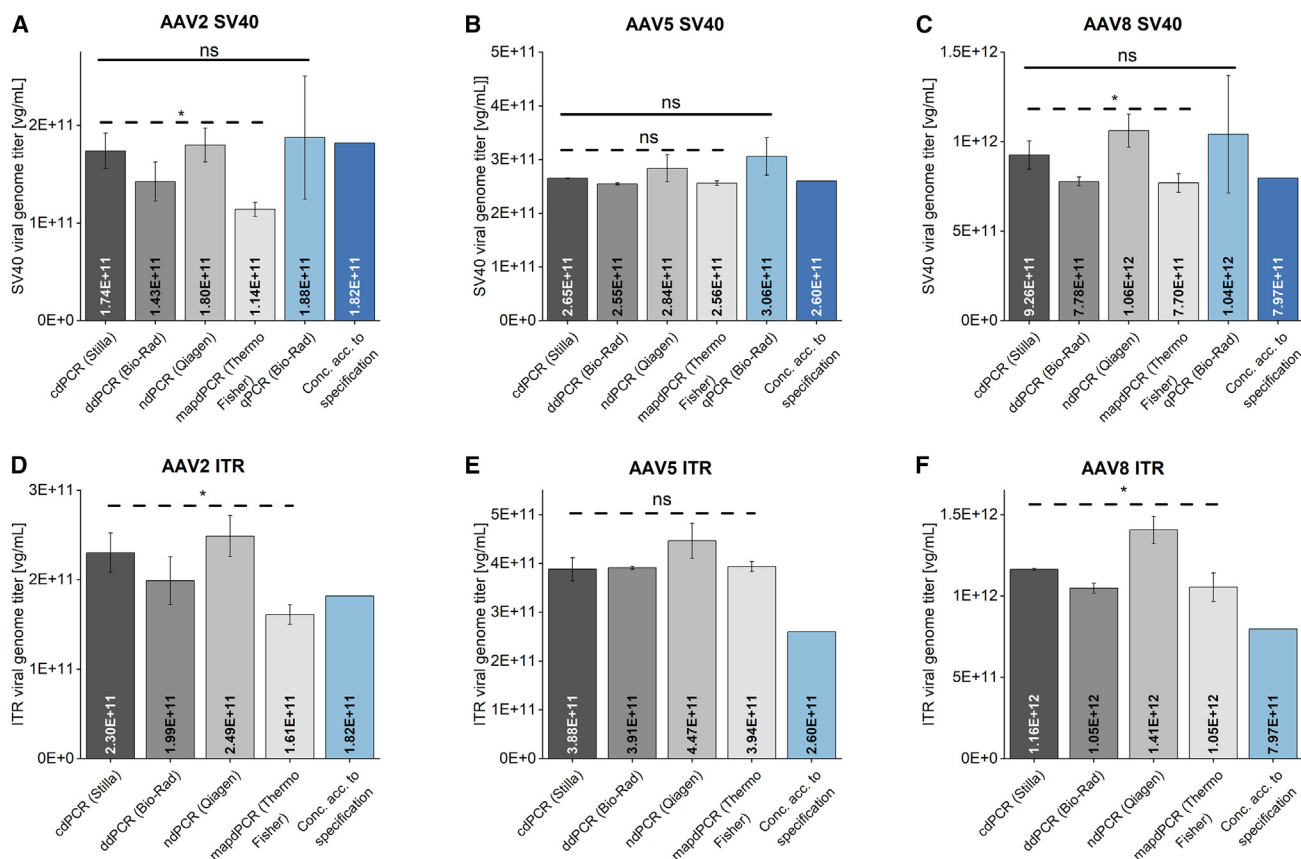 A
AAV2 SV40
SV40 viral genome titer [vg/mL]
2E+11
1E+11
0E+0
ns
*
1.74E+11
1.43E+11
1.80E+11
1.14E+11
1.88E+11
1.82E+11
cdPCR (Stilla)
ddPCR (Bio-Rad)
ndPCR (Qiagen)
mapdPCR (Thermo
Fisher)
qPCR (Bio-Rad)
Conc. acc. to
specification
B
AAV5 SV40
SV40 viral genome titer [vg/mL]]
5E+11
4E+11
3E+11
2E+11
1E+11
0E+0
ns
ns
2.65E+11
2.55E+11
2.84E+11
2.56E+11
3.06E+11
2.60E+11
cdPCR (Stilla)
ddPCR (Bio-Rad)
ndPCR (Qiagen)
mapdPCR (Thermo
Fisher)
qPCR (Bio-Rad)
Conc. acc. to
specification
C
AAV8 SV40
SV40 viral genome titer [vg/mL]
1.5E+12
1E+12
5E+11
0E+0
ns
*
9.26E+11
7.78E+11
1.06E+12
7.70E+11
1.04E+12
7.97E+11
cdPCR (Stilla)
ddPCR (Bio-Rad)
ndPCR (Qiagen)
mapdPCR (Thermo
Fisher)
qPCR (Bio-Rad)
Conc. acc. to
specification
D
AAV2 ITR
ITR viral genome titer [vg/mL]
3E+11
2E+11
1E+11
0E+0
*
2.30E+11
1.99E+11
2.49E+11
1.61E+11
1.82E+11
cdPCR (Stilla)
ddPCR (Bio-Rad)
ndPCR (Qiagen)
mapdPCR (Thermo
Fisher)
Conc. acc. to
specification
E
AAV5 ITR
ITR viral genome titer [vg/mL]
5E+11
4E+11
3E+11
2E+11
1E+11
0E+0
ns
3.88E+11
3.91E+11
4.47E+11
3.94E+11
2.60E+11
cdPCR (Stilla)
ddPCR (Bio-Rad)
ndPCR (Qiagen)
mapdPCR (Thermo
Fisher)
Conc. acc. to
specification
F
AAV8 ITR
ITR viral genome titer [vg/mL]
1.5E+12
1E+12
5E+11
0E+0
*
1.16E+12
1.05E+12
1.41E+12
1.05E+12
7.97E+11
cdPCR (Stilla)
ddPCR (Bio-Rad)
ndPCR (Qiagen)
mapdPCR (Thermo
Fisher)
Conc. acc. to
specification